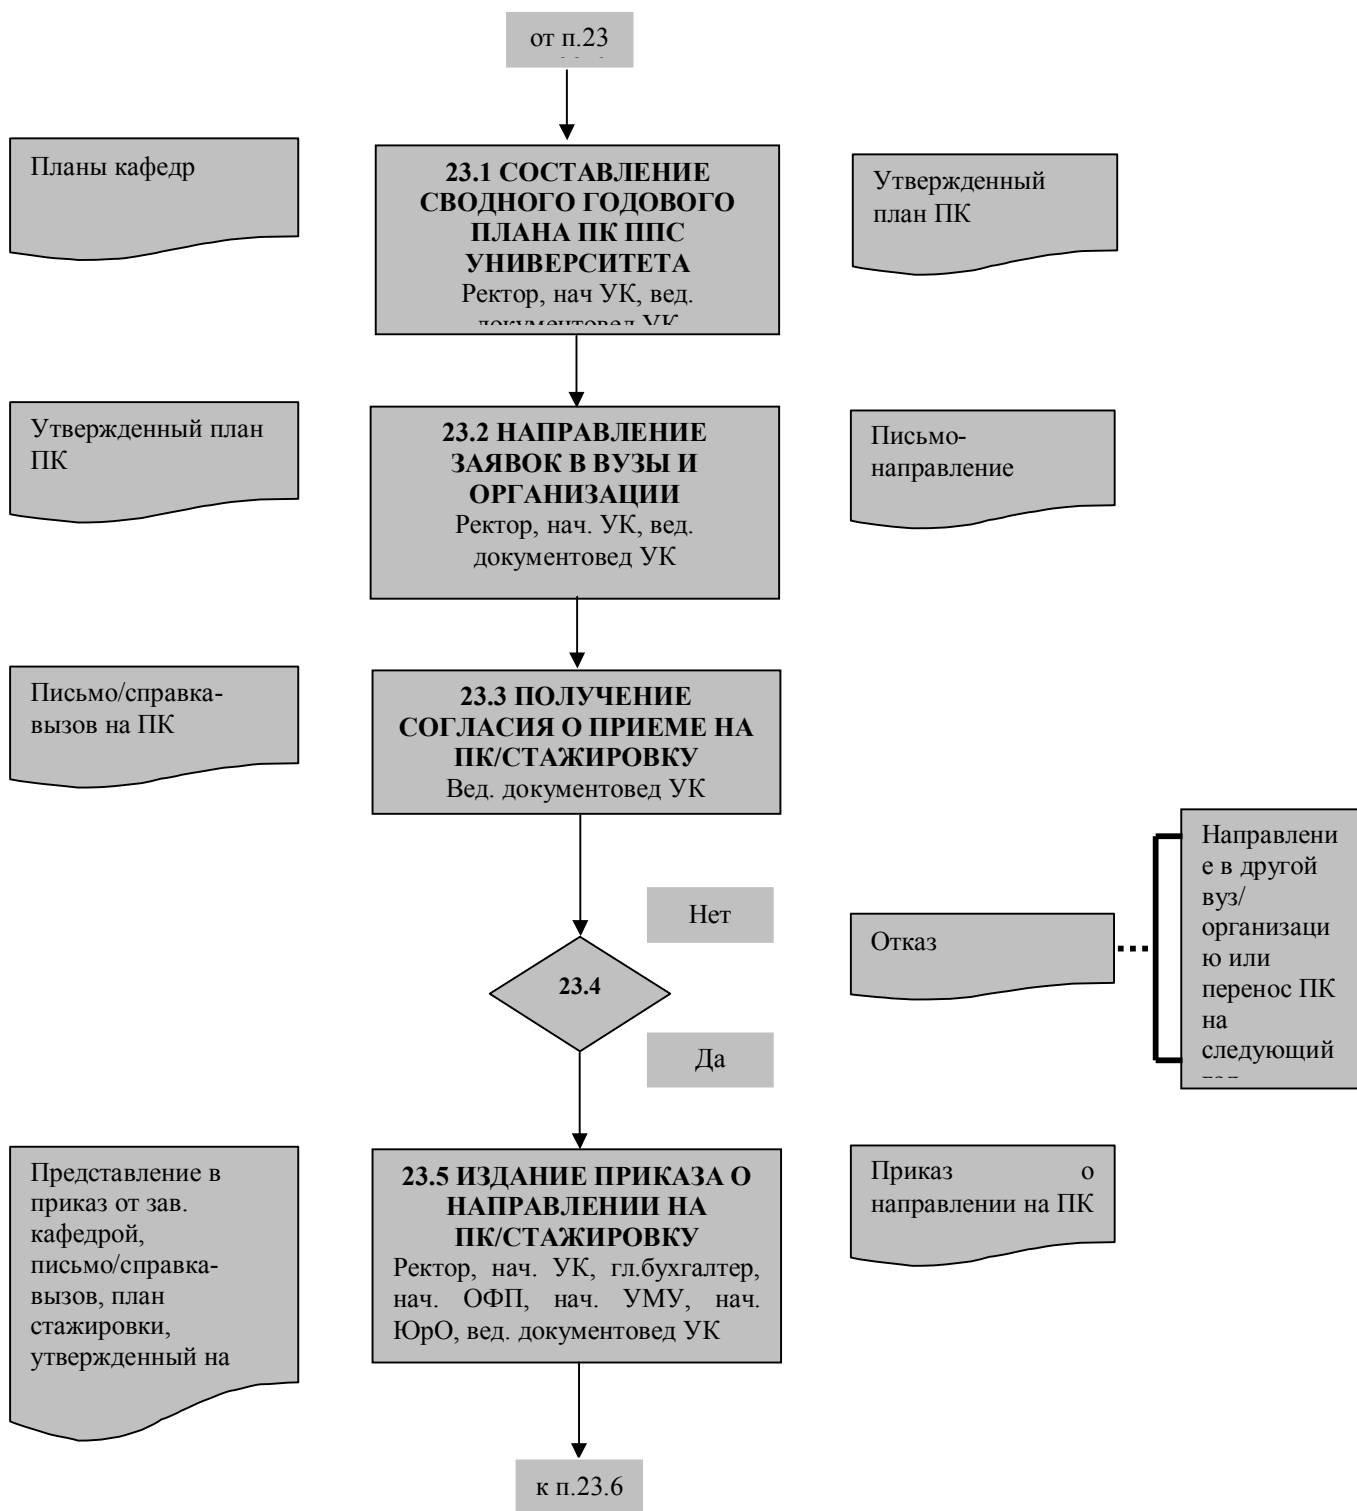 от п.23
Планы кафедр
23.1 СОСТАВЛЕНИЕ
СВОДНОГО ГОДОВОГО
ПЛАНА ПК ППС
УНИВЕРСИТЕТА
Ректор, нач УК, вед.
документовед УК
Утвержденный
план ПК
Утвержденный план
ПК
23.2 НАПРАВЛЕНИЕ
ЗАЯВОК В ВУЗЫ И
ОРГАНИЗАЦИИ
Ректор, нач. УК, вед.
документовед УК
Письмо-
направление
Письмо/справка-
вызов на ПК
23.3 ПОЛУЧЕНИЕ
СОГЛАСИЯ О ПРИЕМЕ НА
ПК/СТАЖИРОВКУ
Вед. документовед УК
Нет
23.4
Да
Отказ
Направлени
е в другой
вуз/
организаци
ю или
перенос ПК
на
следующий
Представление в
приказ от зав.
кафедрой,
письмо/справка-
вызов, план
стажировки,
утвержденный на
23.5 ИЗДАНИЕ ПРИКАЗА О
НАПРАВЛЕНИИ НА
ПК/СТАЖИРОВКУ
Ректор, нач. УК, гл.бухгалтер,
нач. ОФП, нач. УМУ, нач.
ЮрО, вед. документовед УК
Приказ о
направлении на ПК
к п.23.6